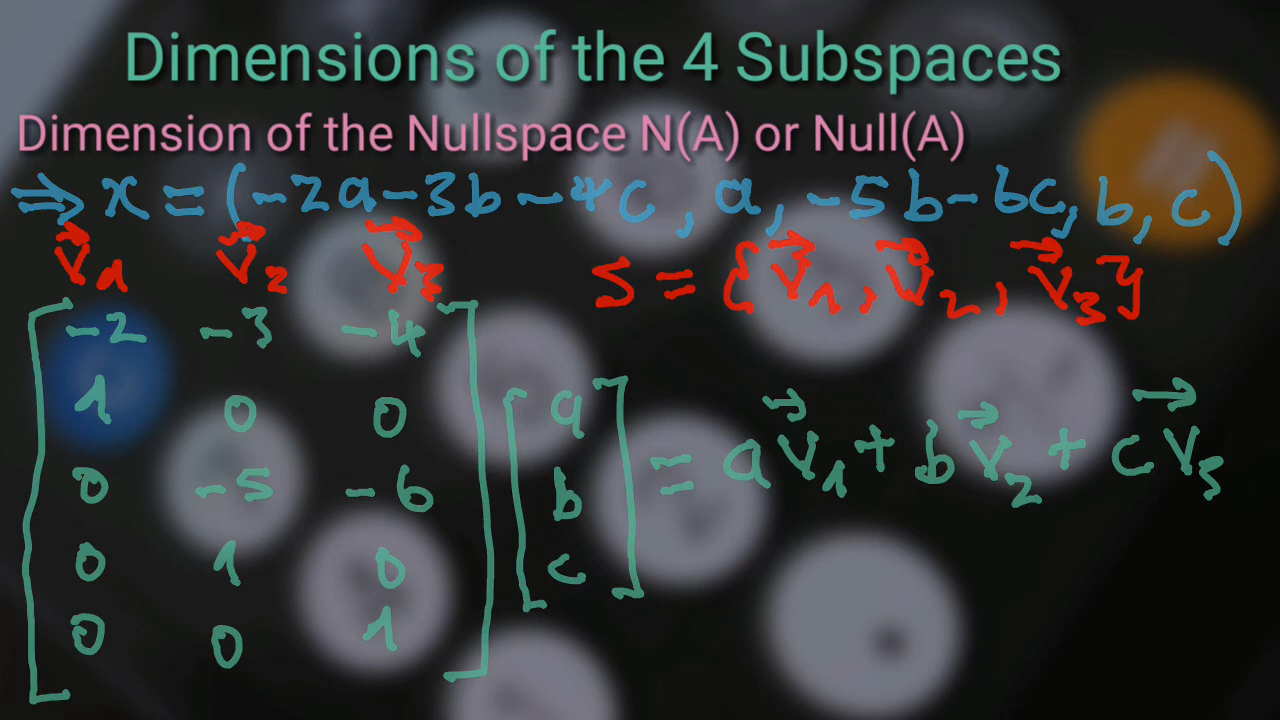 Dimensions of the 4 Subspaces
Dimension of the Nullspace N(A) or Null(A)
⇒ x = (-2a-3b-4c, a, -5b-6c, b, c)
v⃗₁ v⃗₂ v⃗₃ S = {v⃗₁, v⃗₂, v⃗₃}
[-2 -3 -4
1 0 0 [a
0 -5 -6 b = av⃗₁ + bv⃗₂ + cv⃗₃
0 1 0 c]
0 0 1]